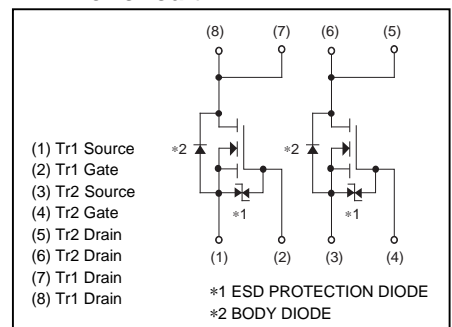 (8) (7) (6) (5)
∗2 ∗2
(1) Tr1 Source
(2) Tr1 Gate
(3) Tr2 Source
(4) Tr2 Gate
(5) Tr2 Drain
(6) Tr2 Drain
(7) Tr1 Drain
(8) Tr1 Drain
∗1 ∗1
(1) (2) (3) (4)
∗1 ESD PROTECTION DIODE
∗2 BODY DIODE